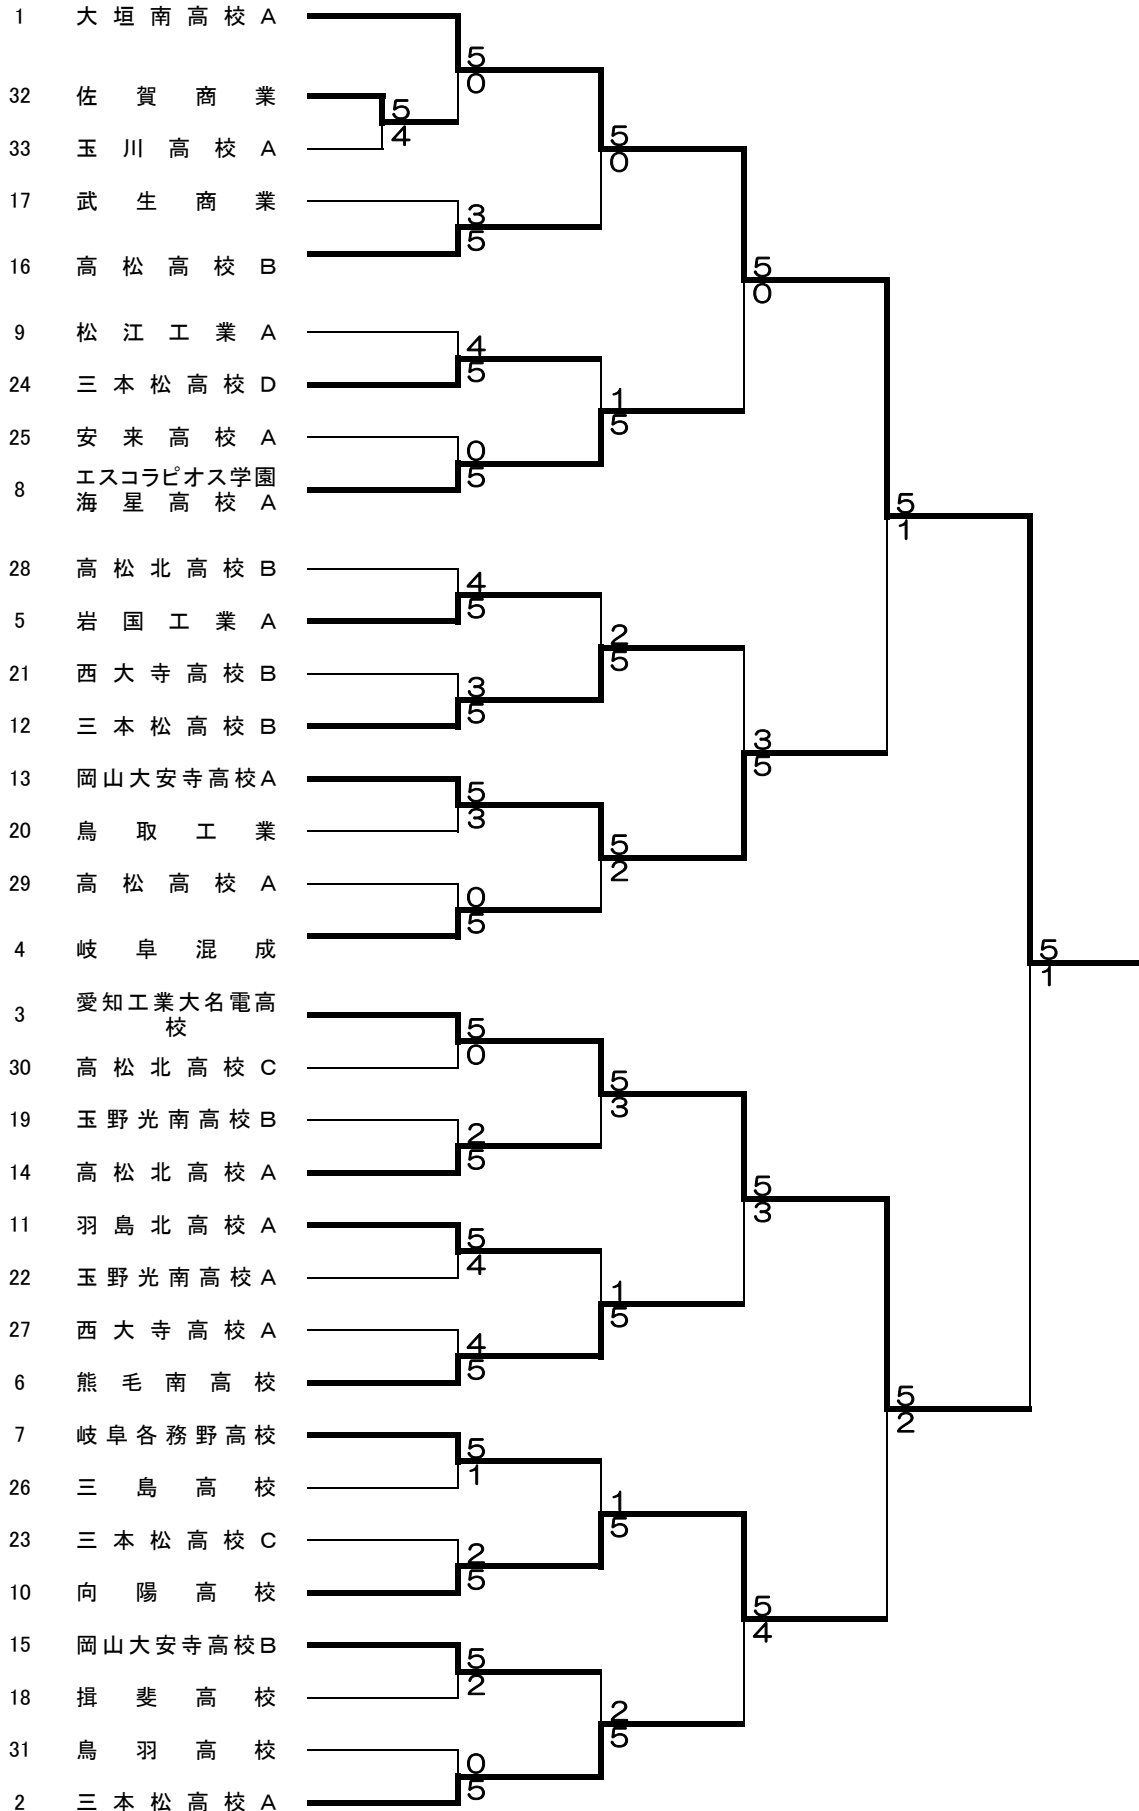 1 大垣南高校A
5
0
32 佐賀商業
5
4
33 玉川高校A
5
0
17 武生商業
3
5
16 高松高校B
5
0
9 松江工業A
4
5
24 三本松高校D
1
5
25 安来高校A
0
5
8 エスコラピオス学園
海星高校A
5
1
28 高松北高校B
4
5
5 岩国工業A
2
5
21 西大寺高校B
3
5
12 三本松高校B
3
5
13 岡山大安寺高校A
5
3
20 鳥取工業
5
2
29 高松高校A
0
5
4 岐阜混成
5
1
3 愛知工業大名電高
校
5
0
30 高松北高校C
5
3
19 玉野光南高校B
2
5
14 高松北高校A
5
3
11 羽島北高校A
5
4
22 玉野光南高校A
1
5
27 西大寺高校A
4
5
6 熊毛南高校
5
2
7 岐阜各務野高校
5
1
26 三島高校
1
5
23 三本松高校C
2
5
10 向陽高校
5
4
15 岡山大安寺高校B
5
2
18 揖斐高校
2
5
31 鳥羽高校
0
5
2 三本松高校A